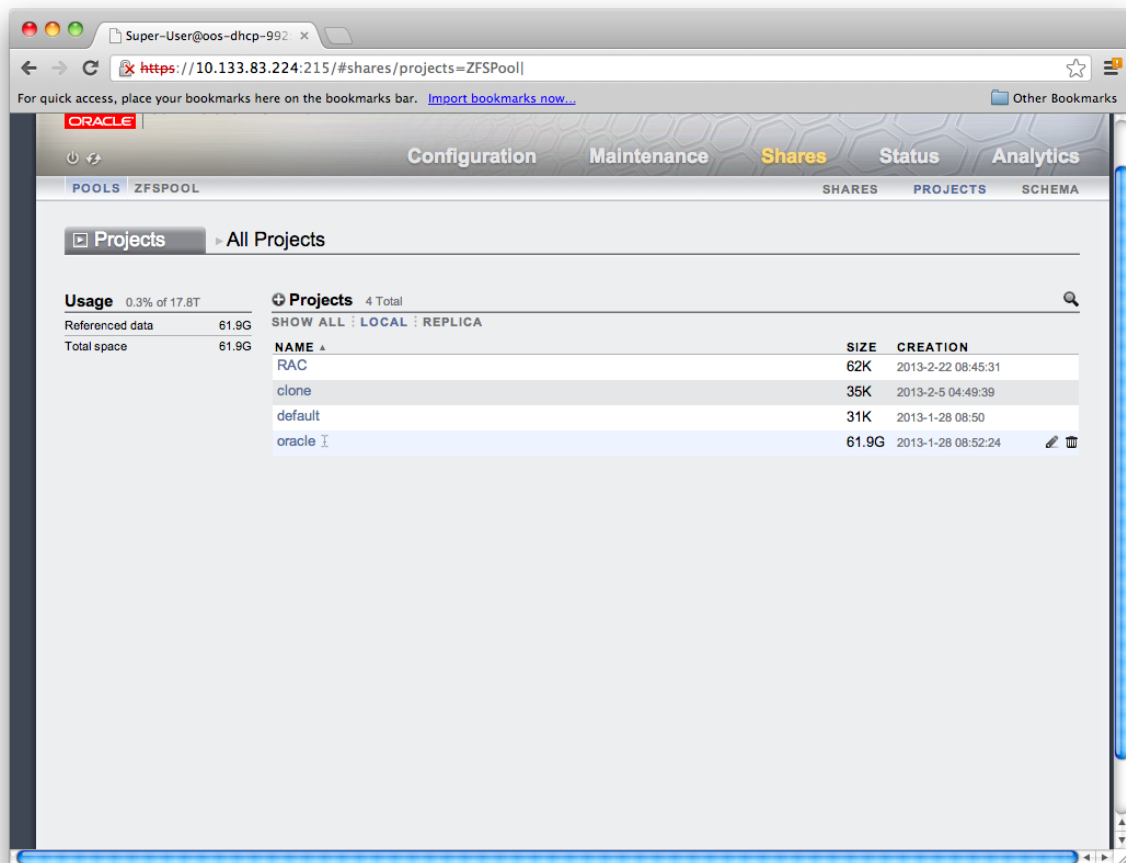 Super-User@oos-dhcp-992
https://10.133.83.224:215/#shares/projects=ZFSPool
For quick access, place your bookmarks here on the bookmarks bar. Import bookmarks now... Other Bookmarks
ORACLE
Configuration Maintenance Shares Status Analytics
POOLS ZFSPOOL SHARES PROJECTS SCHEMA
Projects All Projects
Usage 0.3% of 17.8T Projects 4 Total
Referenced data 61.9G SHOW ALL LOCAL REPLICA
Total space 61.9G NAME SIZE CREATION
RAC 62K 2013-2-22 08:45:31
clone 35K 2013-2-5 04:49:39
default 31K 2013-1-28 08:50
oracle 61.9G 2013-1-28 08:52:24